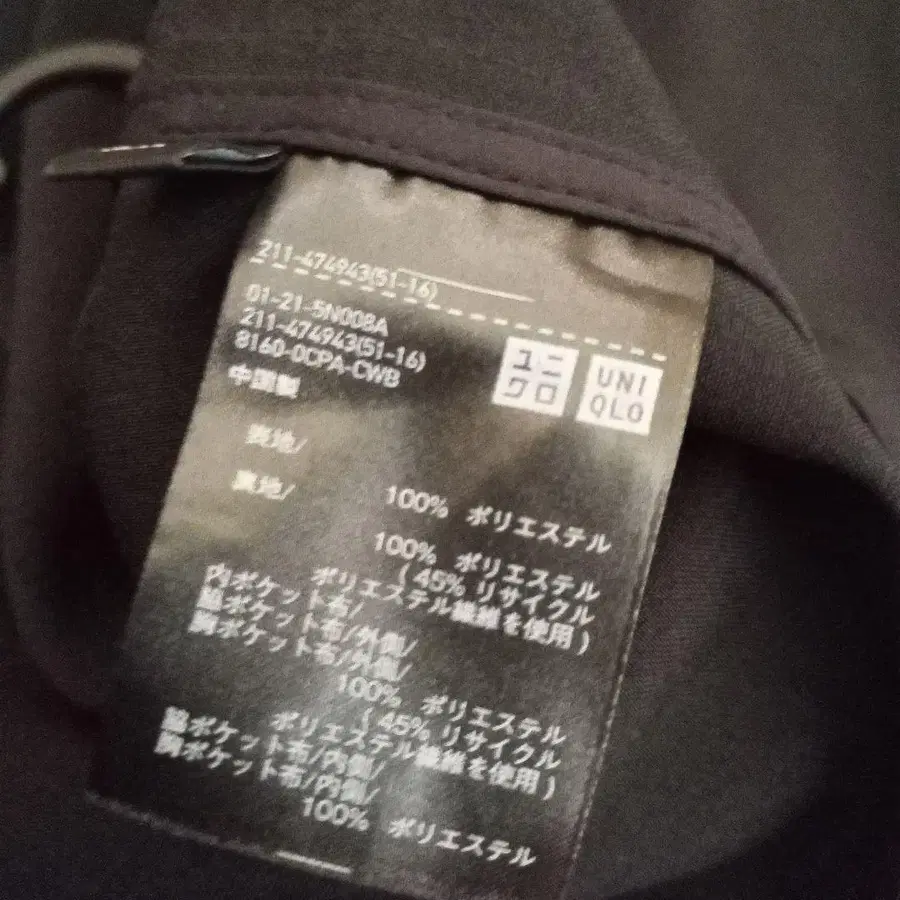 211-474943(51-16)
01-21-5N008A
211-474943(51-16)
8160-0CPA-CWB
中国製
ユニ
クロ
UNI
QLO
表地/
100% ポリエステル
裏地/
100% ポリエステル
( 45% リサイクル
ポリエステル繊維を使用 )
内ポケット布/
脇ポケット布/外側/
胸ポケット布/外側/
100% ポリエステル
( 45% リサイクル
ポリエステル繊維を使用 )
脇ポケット布/内側/
胸ポケット布/内側/
100% ポリエステル